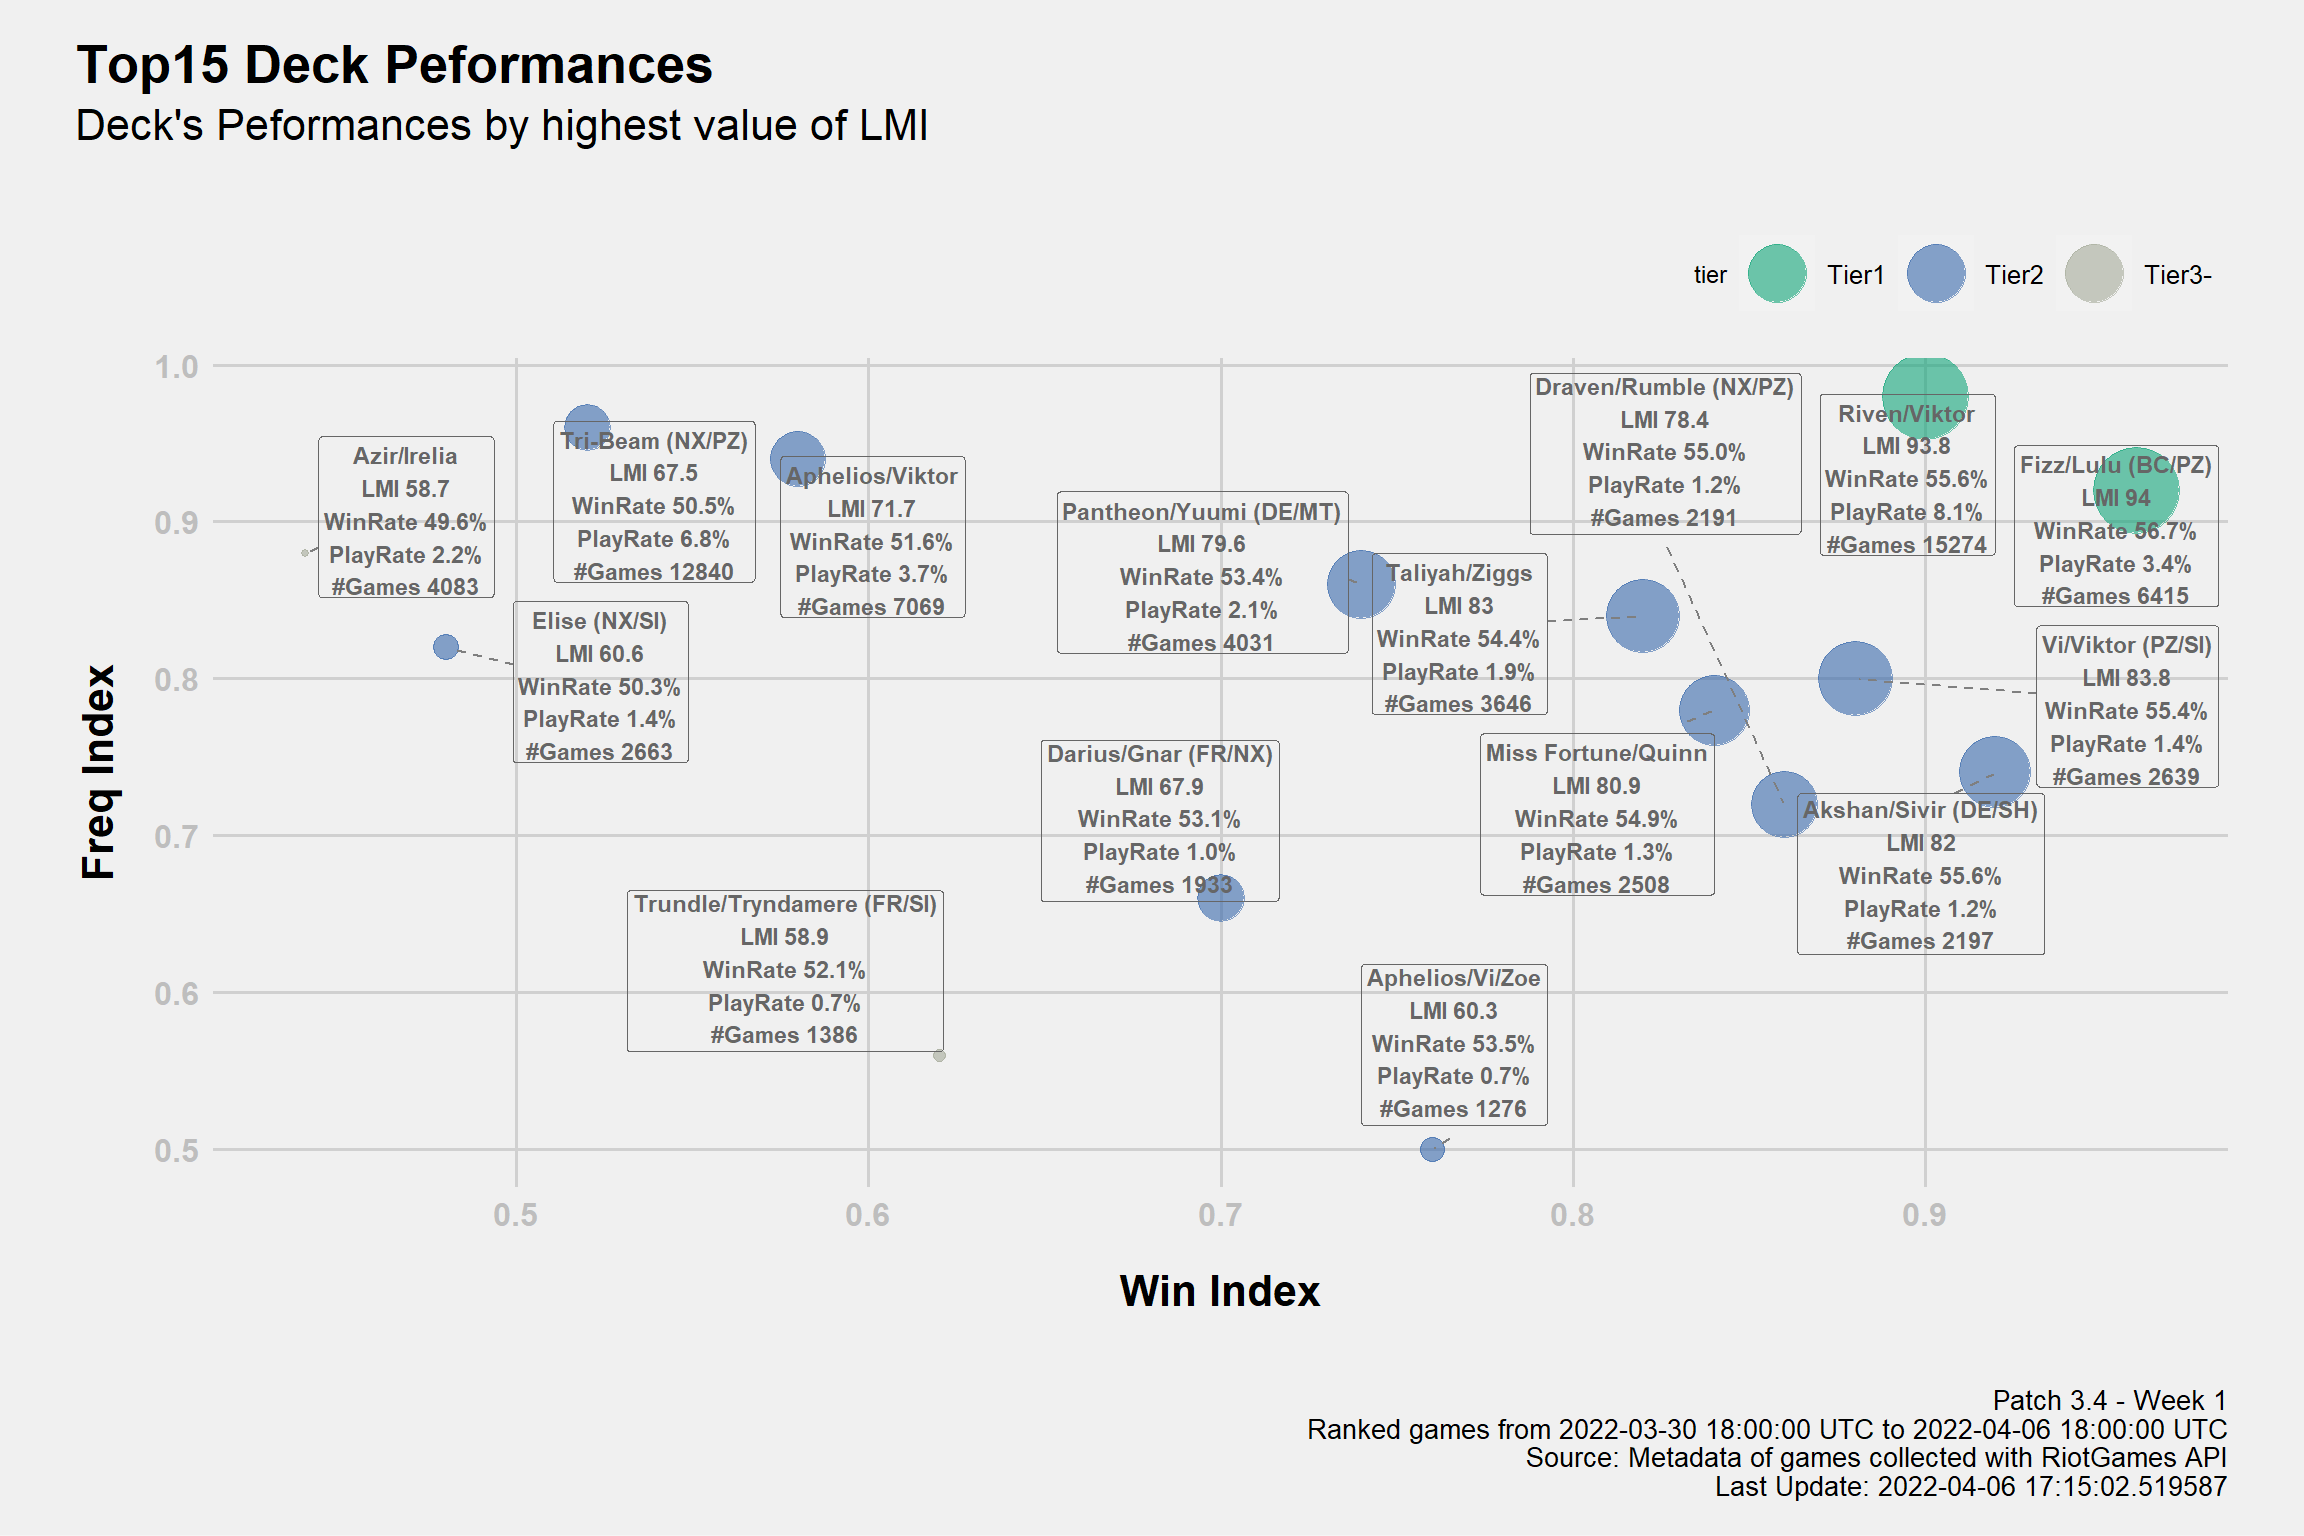 Top15 Deck Peformances
Deck's Peformances by highest value of LMI
tier Tier1 Tier2 Tier3-
Freq Index
1.0
0.9
0.8
0.7
0.6
0.5
Azir/Irelia
LMI 58.7
WinRate 49.6%
PlayRate 2.2%
#Games 4083
Tri-Beam (NX/PZ)
LMI 67.5
WinRate 50.5%
PlayRate 6.8%
#Games 12840
Aphelios/Viktor
LMI 71.7
WinRate 51.6%
PlayRate 3.7%
#Games 7069
Elise (NX/SI)
LMI 60.6
WinRate 50.3%
PlayRate 1.4%
#Games 2663
Pantheon/Yuumi (DE/MT)
LMI 79.6
WinRate 53.4%
PlayRate 2.1%
#Games 4031
Taliyah/Ziggs
LMI 83
WinRate 54.4%
PlayRate 1.9%
#Games 3646
Draven/Rumble (NX/PZ)
LMI 78.4
WinRate 55.0%
PlayRate 1.2%
#Games 2191
Riven/Viktor
LMI 93.8
WinRate 55.6%
PlayRate 8.1%
#Games 15274
Fizz/Lulu (BC/PZ)
LMI 94
WinRate 56.7%
PlayRate 3.4%
#Games 6415
Vi/Viktor (PZ/SI)
LMI 83.8
WinRate 55.4%
PlayRate 1.4%
#Games 2639
Darius/Gnar (FR/NX)
LMI 67.9
WinRate 53.1%
PlayRate 1.0%
#Games 1933
Miss Fortune/Quinn
LMI 80.9
WinRate 54.9%
PlayRate 1.3%
#Games 2508
Akshan/Sivir (DE/SH)
LMI 82
WinRate 55.6%
PlayRate 1.2%
#Games 2197
Trundle/Tryndamere (FR/SI)
LMI 58.9
WinRate 52.1%
PlayRate 0.7%
#Games 1386
Aphelios/Vi/Zoe
LMI 60.3
WinRate 53.5%
PlayRate 0.7%
#Games 1276
0.5 0.6 0.7 0.8 0.9
Win Index
Patch 3.4 - Week 1
Ranked games from 2022-03-30 18:00:00 UTC to 2022-04-06 18:00:00 UTC
Source: Metadata of games collected with RiotGames API
Last Update: 2022-04-06 17:15:02.519587